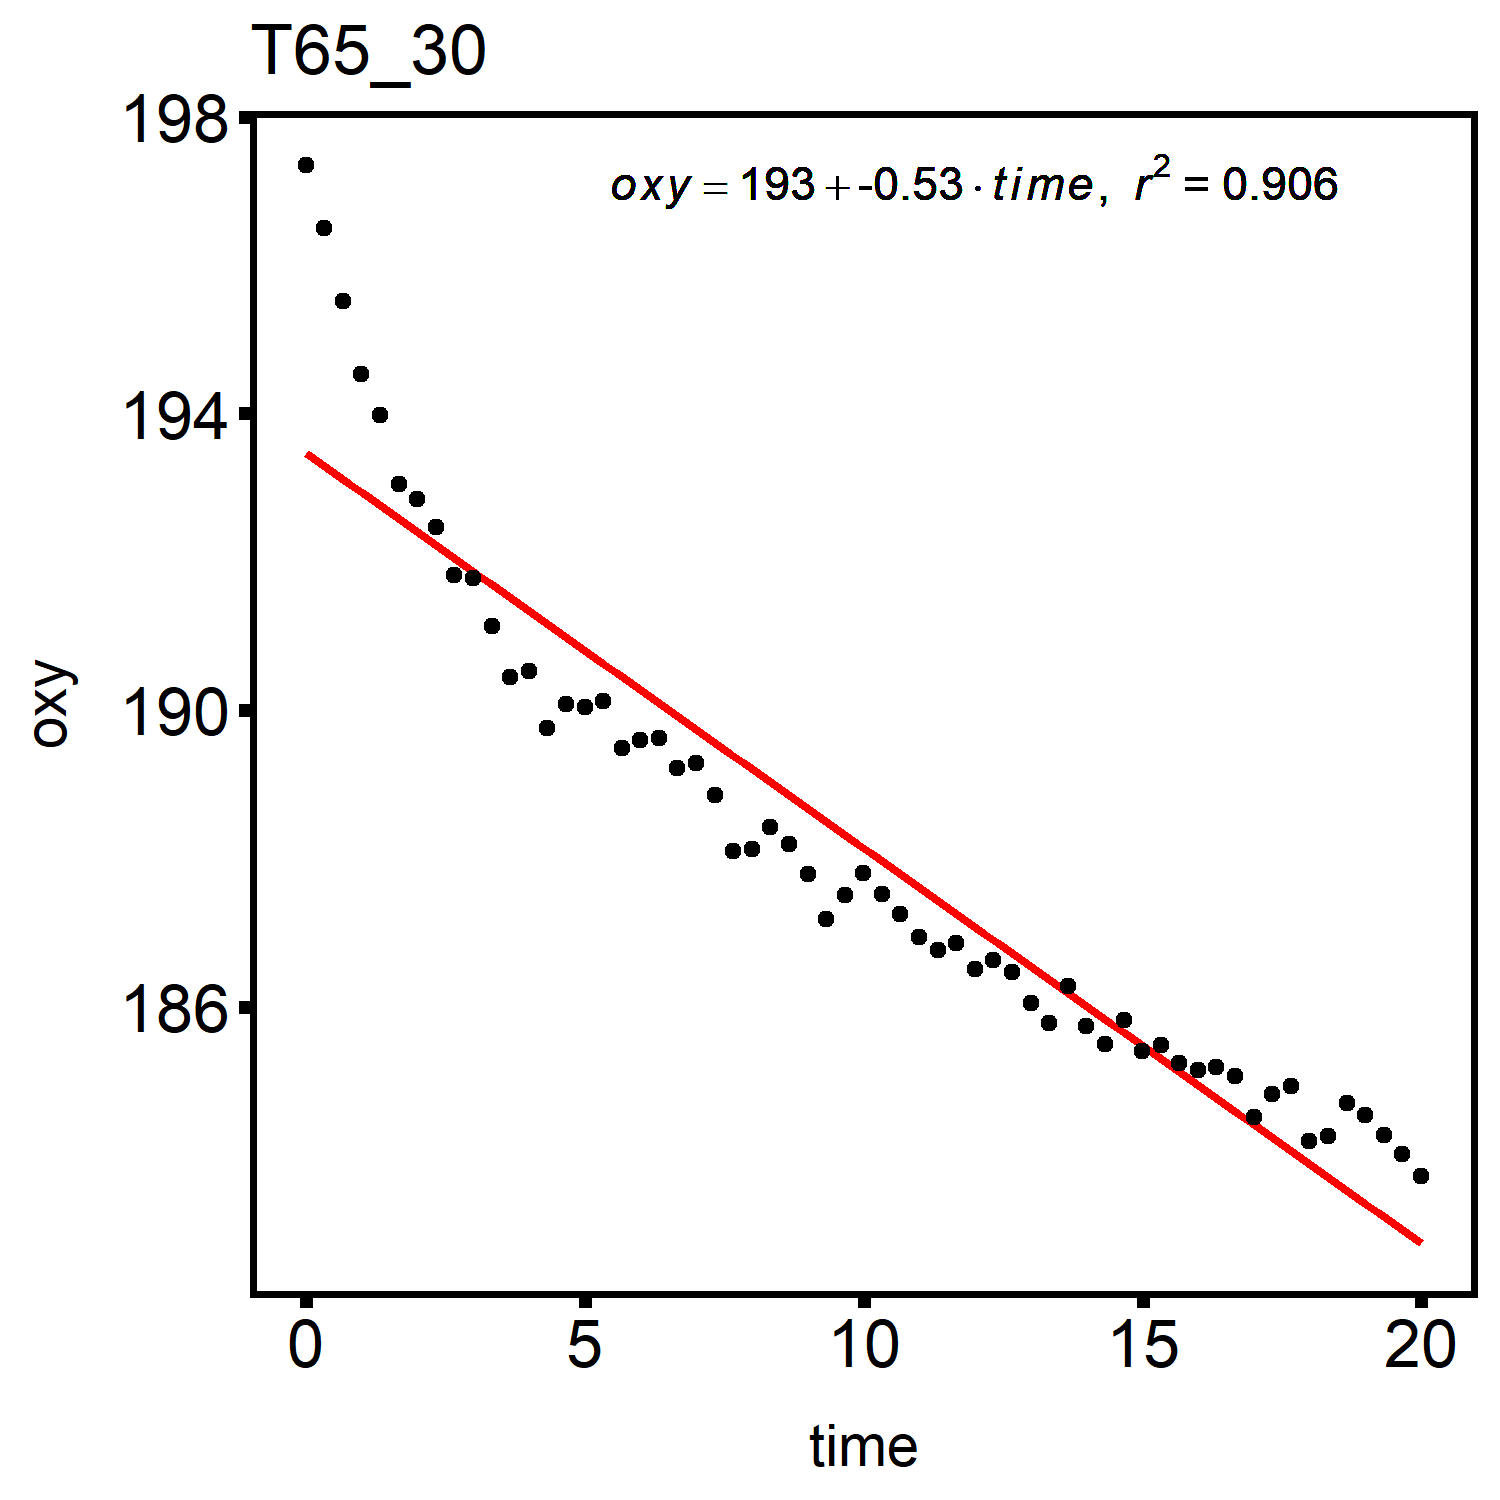 T65_30
198
oxy = 193 + -0.53 · time, r² = 0.906
194
190
186
oxy
0 5 10 15 20
time